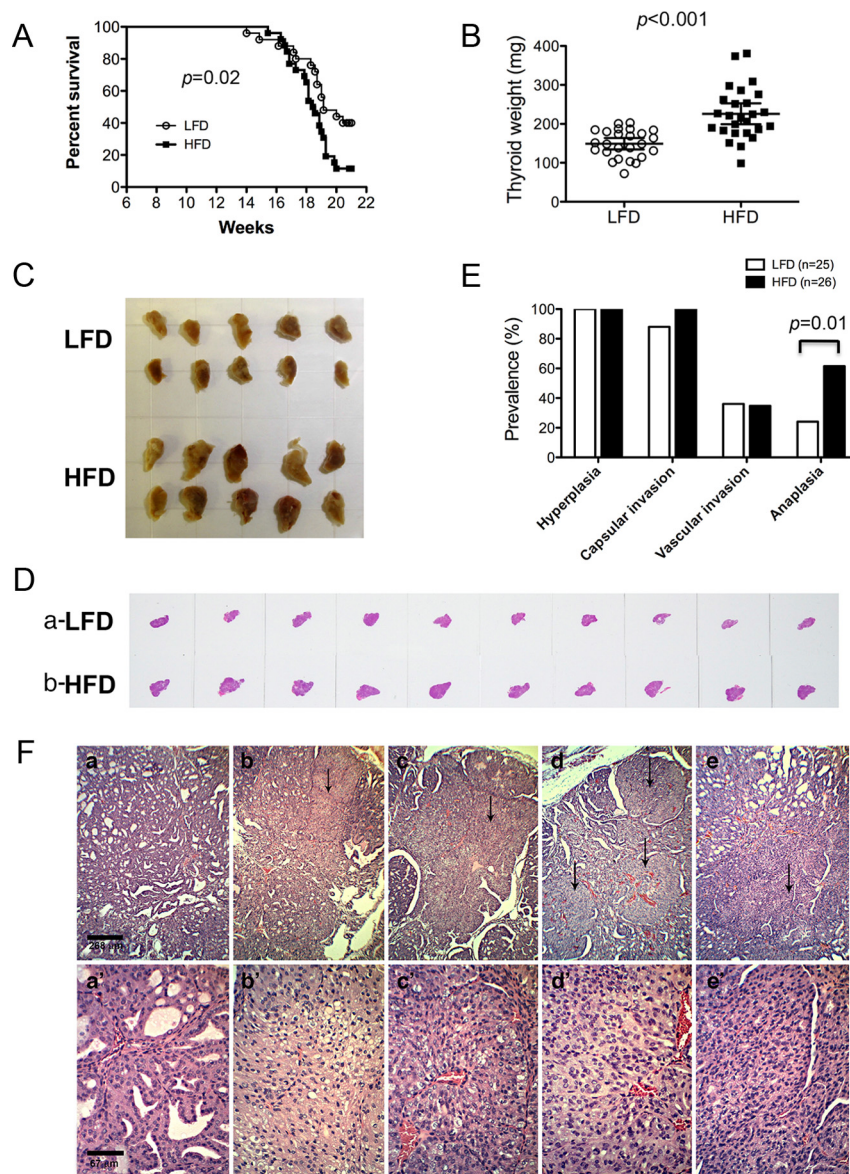 A
p=0.02
LFD
HFD
Percent survival
100
80
60
40
20
0
6 8 10 12 14 16 18 20 22
Weeks
B
p<0.001
Thyroid weight (mg)
400
300
200
100
0
LFD
HFD
C
LFD
HFD
E
LFD (n=25)
HFD (n=26)
p=0.01
Prevalence (%)
100
80
60
40
20
0
Hyperplasia
Capsular invasion
Vascular invasion
Anaplasia
D
a-LFD
b-HFD
F
a b c d e
a' b' c' d' e'